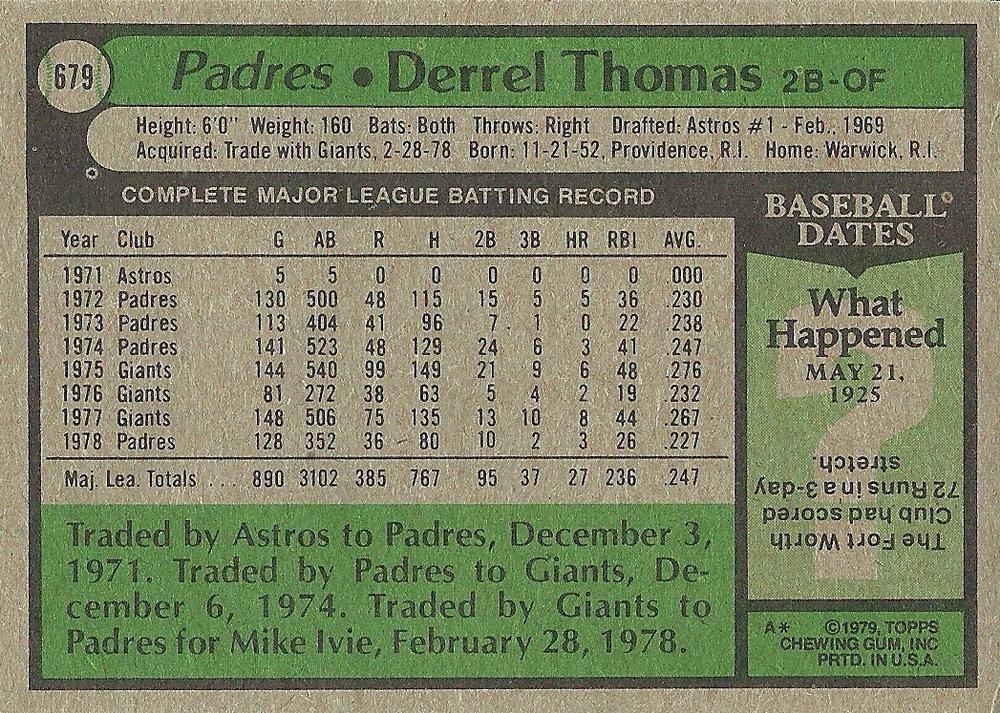 679
Padres • Derrel Thomas 2B-OF
Height: 6'0" Weight: 160 Bats: Both Throws: Right Drafted: Astros #1 - Feb., 1969
Acquired: Trade with Giants, 2-28-78 Born: 11-21-52, Providence, R.I. Home: Warwick, R.I.
COMPLETE MAJOR LEAGUE BATTING RECORD
Year Club G AB R H 2B 3B HR RBI AVG.
1971 Astros 5 5 0 0 0 0 0 0 .000
1972 Padres 130 500 48 115 15 5 5 36 .230
1973 Padres 113 404 41 96 7 1 0 22 .238
1974 Padres 141 523 48 129 24 6 3 41 .247
1975 Giants 144 540 99 149 21 9 6 48 .276
1976 Giants 81 272 38 63 5 4 2 19 .232
1977 Giants 148 506 75 135 13 10 8 44 .267
1978 Padres 128 352 36 80 10 2 3 26 .227
Maj. Lea. Totals ... 890 3102 385 767 95 37 27 236 .247
Traded by Astros to Padres, December 3,
1971. Traded by Padres to Giants, De-
cember 6, 1974. Traded by Giants to
Padres for Mike Ivie, February 28, 1978.
BASEBALL®
DATES
What
Happened
MAY 21,
1925
?
The Fort Worth
Club had scored
72 Runs in a 3-day
stretch.
A* ©1979, TOPPS
CHEWING GUM, INC
PRTD. IN U.S.A.